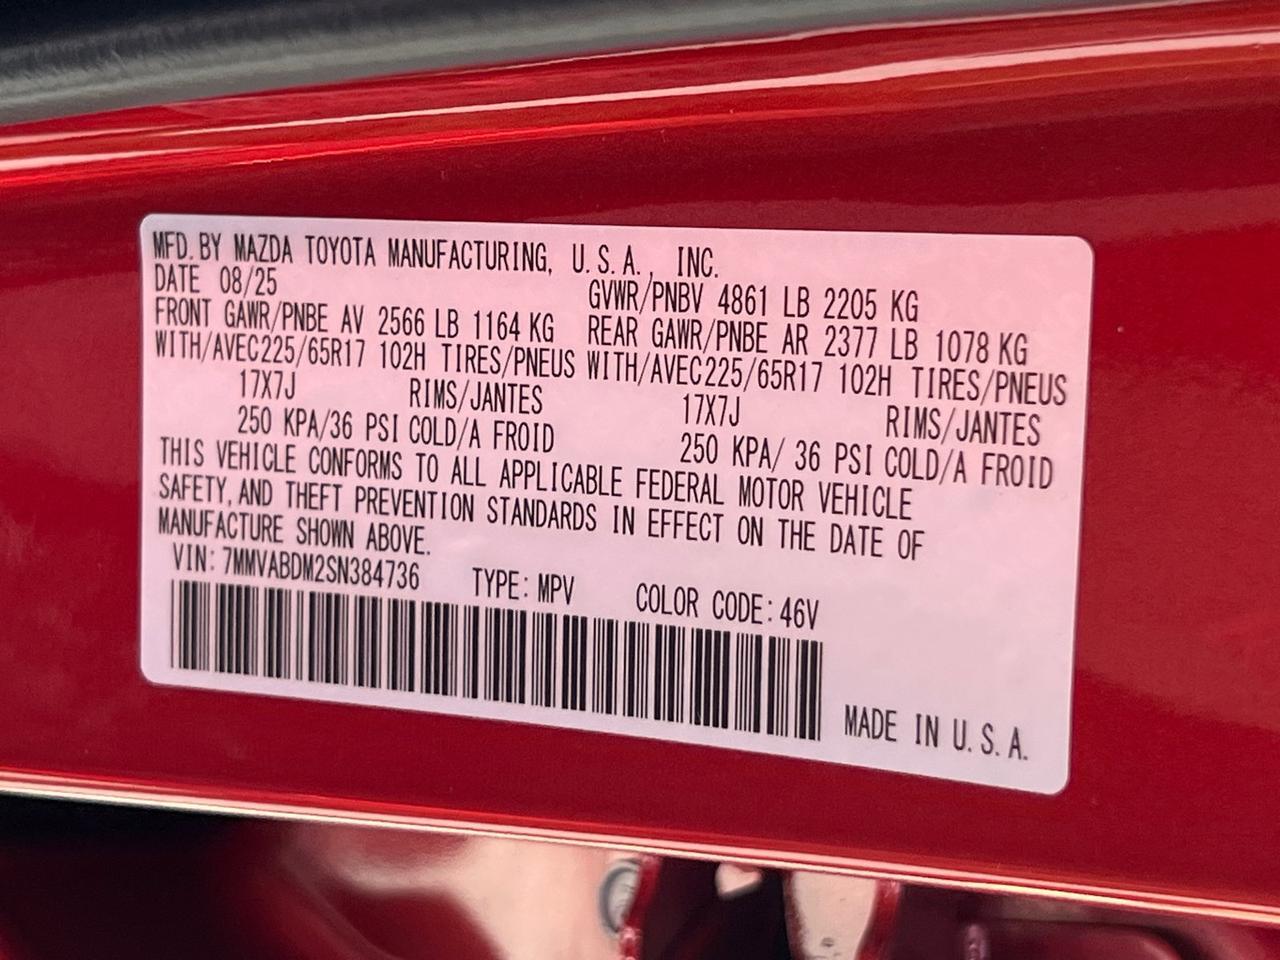 MFD. BY MAZDA TOYOTA MANUFACTURING, U.S.A., INC.
DATE 08/25 GVWR/PNBV 4861 LB 2205 KG
FRONT GAWR/PNBE AV 2566 LB 1164 KG REAR GAWR/PNBE AR 2377 LB 1078 KG
WITH/AVEC225/65R17 102H TIRES/PNEUS WITH/AVEC225/65R17 102H TIRES/PNEUS
17X7J RIMS/JANTES 17X7J RIMS/JANTES
250 KPA/36 PSI COLD/A FROID 250 KPA/ 36 PSI COLD/A FROID
THIS VEHICLE CONFORMS TO ALL APPLICABLE FEDERAL MOTOR VEHICLE
SAFETY, AND THEFT PREVENTION STANDARDS IN EFFECT ON THE DATE OF
MANUFACTURE SHOWN ABOVE.
VIN: 7MMVABDM2SN384736 TYPE: MPV COLOR CODE: 46V
MADE IN U.S.A.